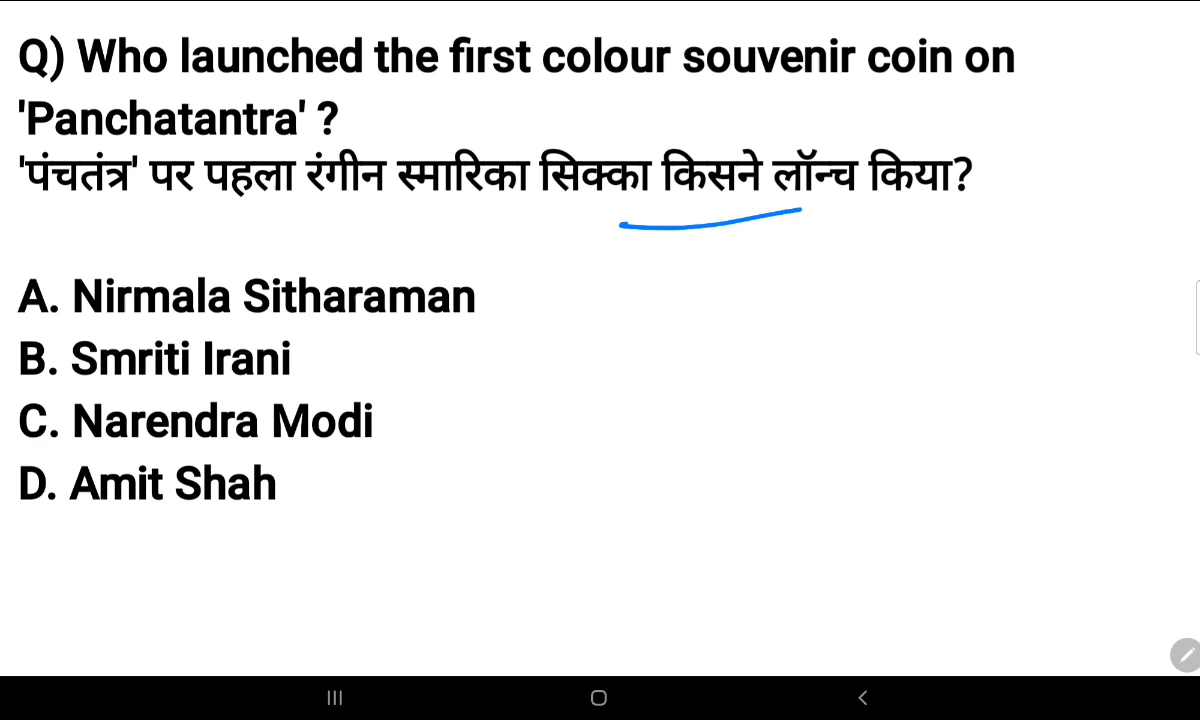 Q) Who launched the first colour souvenir coin on
'Panchatantra' ?
'पंचतंत्र' पर पहला रंगीन स्मारिका सिक्का किसने लॉन्च किया?
A. Nirmala Sitharaman
B. Smriti Irani
C. Narendra Modi
D. Amit Shah